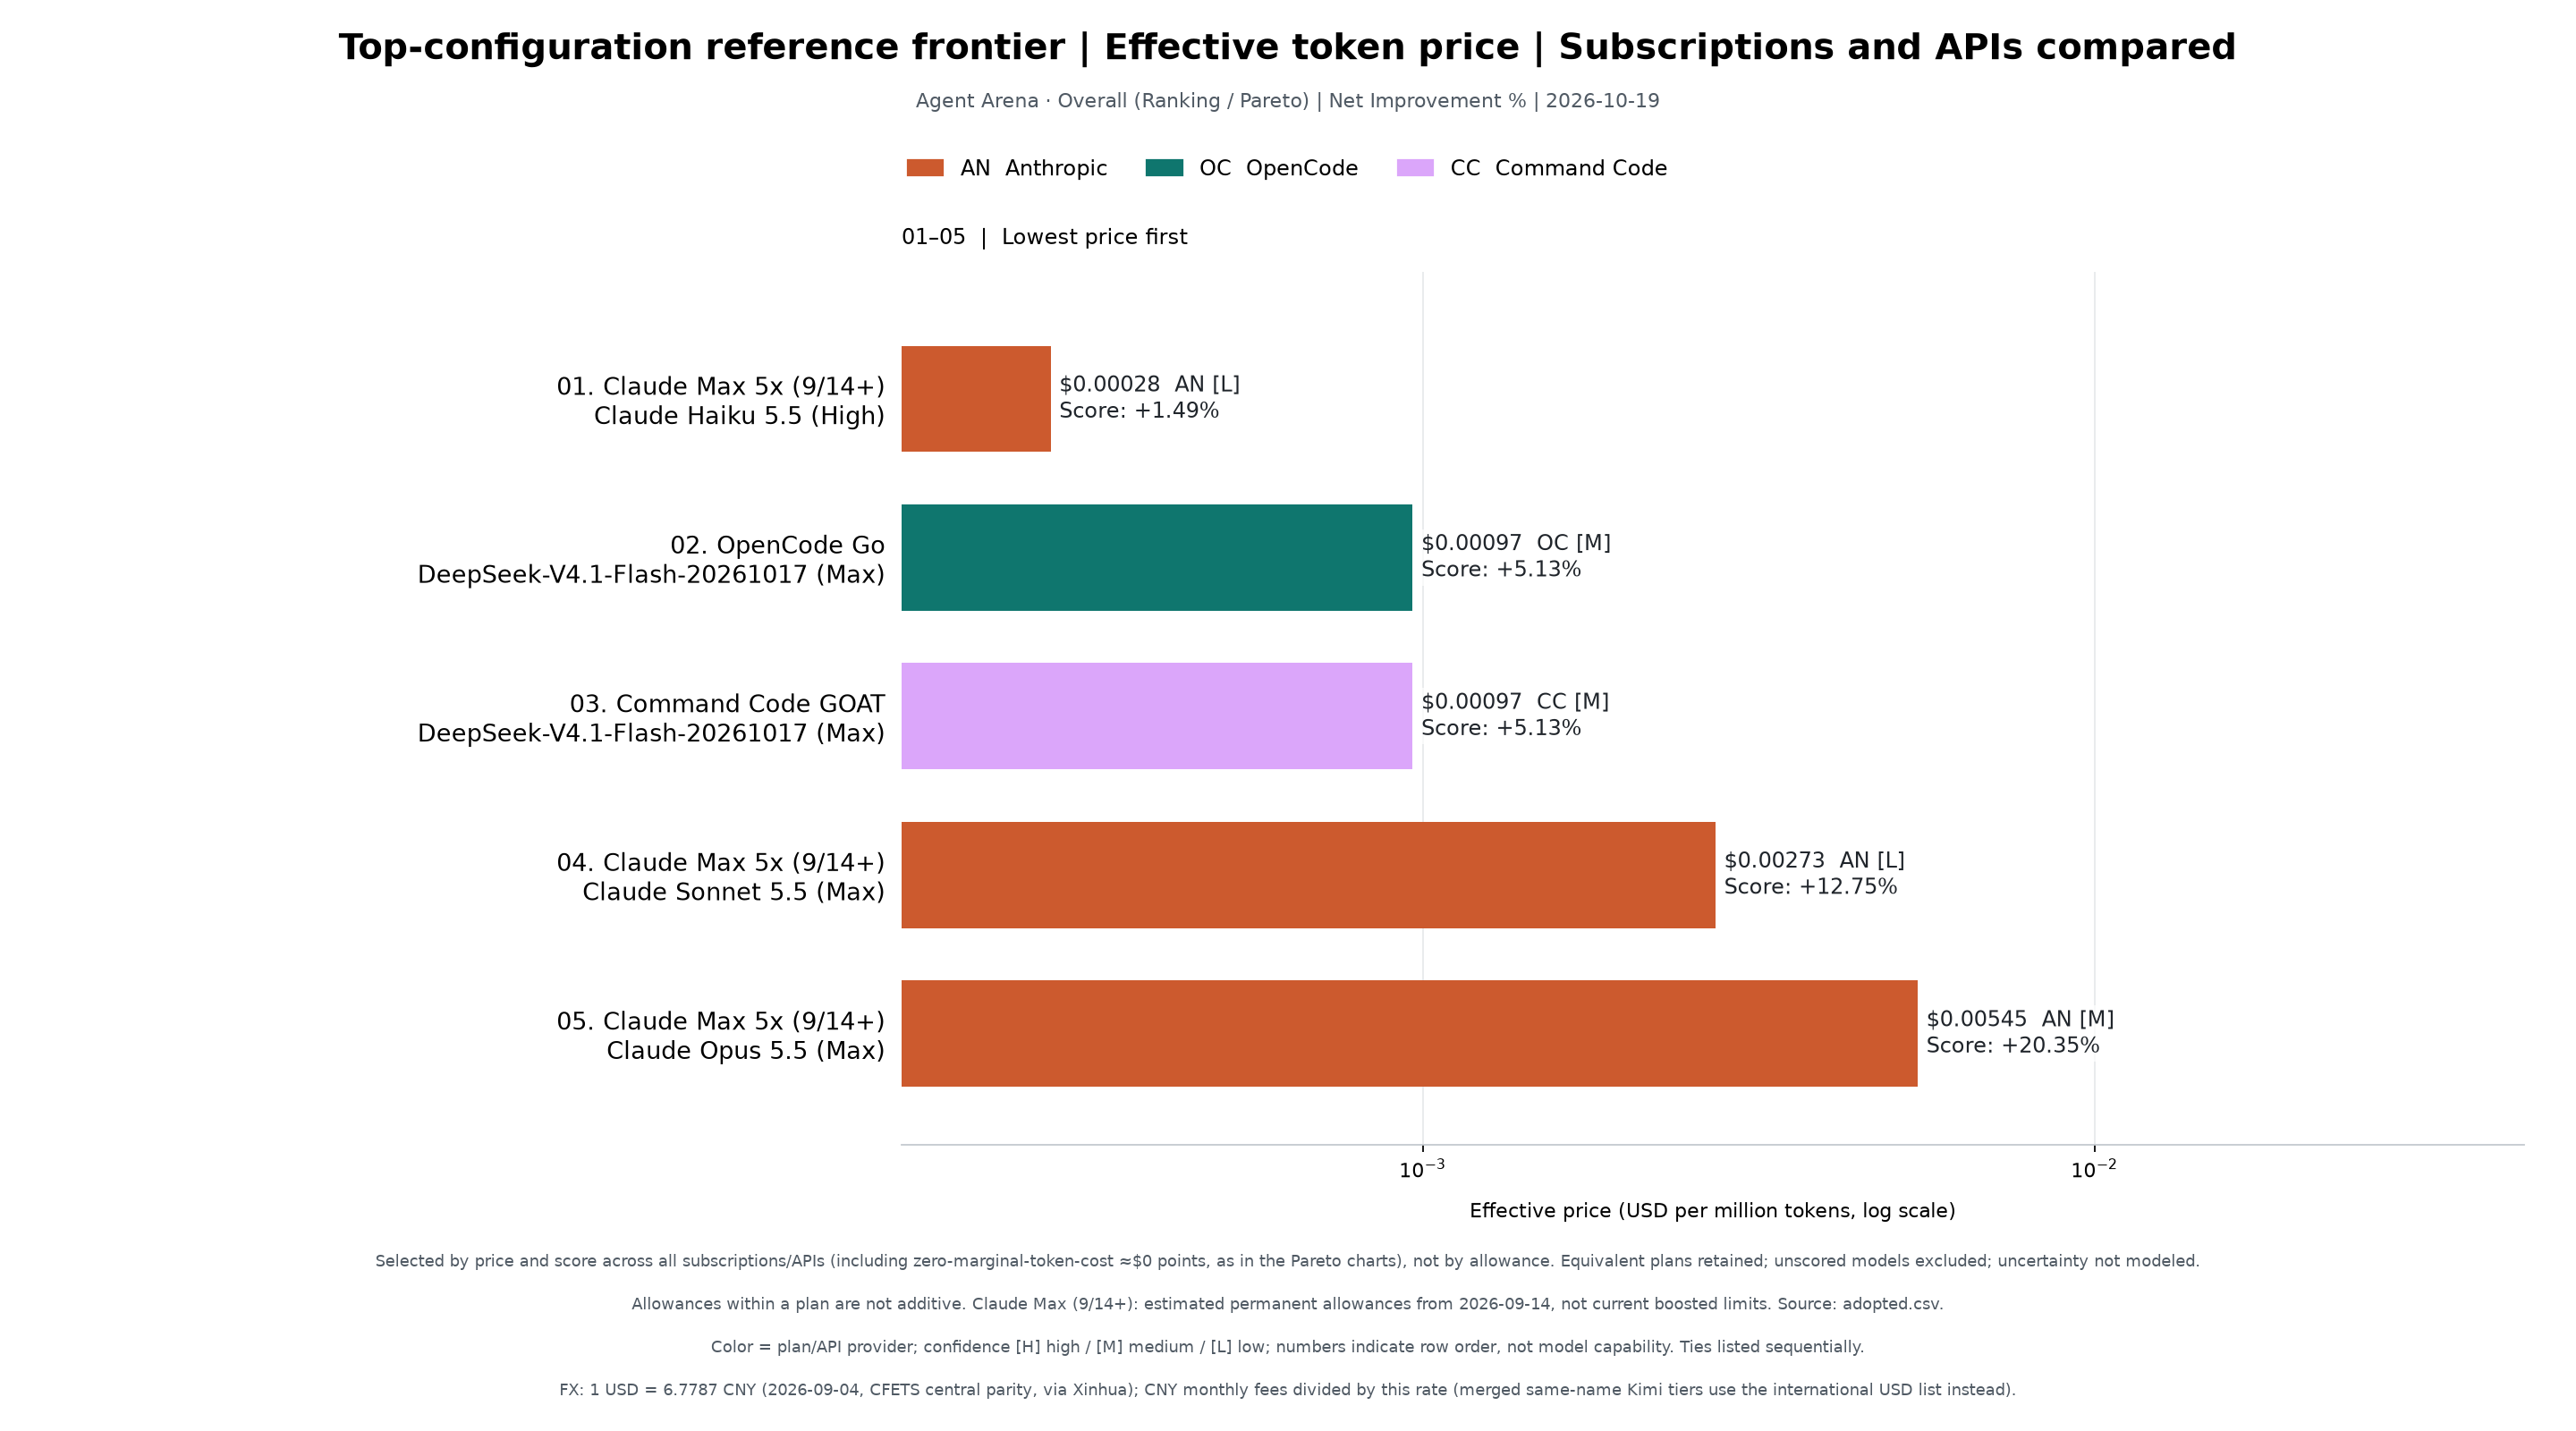 Top-configuration reference frontier | Effective token price | Subscriptions and APIs compared
Agent Arena · Overall (Ranking / Pareto) | Net Improvement % | 2026-10-19
AN  Anthropic
OC  OpenCode
CC  Command Code
01–05  |  Lowest price first
01. Claude Max 5x (9/14+)
Claude Haiku 5.5 (High)
$0.00028  AN [L]
Score: +1.49%
02. OpenCode Go
DeepSeek-V4.1-Flash-20261017 (Max)
$0.00097  OC [M]
Score: +5.13%
03. Command Code GOAT
DeepSeek-V4.1-Flash-20261017 (Max)
$0.00097  CC [M]
Score: +5.13%
04. Claude Max 5x (9/14+)
Claude Sonnet 5.5 (Max)
$0.00273  AN [L]
Score: +12.75%
05. Claude Max 5x (9/14+)
Claude Opus 5.5 (Max)
$0.00545  AN [M]
Score: +20.35%
10⁻³
10⁻²
Effective price (USD per million tokens, log scale)
Selected by price and score across all subscriptions/APIs (including zero-marginal-token-cost ≈$0 points, as in the Pareto charts), not by allowance. Equivalent plans retained; unscored models excluded; uncertainty not modeled.
Allowances within a plan are not additive. Claude Max (9/14+): estimated permanent allowances from 2026-09-14, not current boosted limits. Source: adopted.csv.
Color = plan/API provider; confidence [H] high / [M] medium / [L] low; numbers indicate row order, not model capability. Ties listed sequentially.
FX: 1 USD = 6.7787 CNY (2026-09-04, CFETS central parity, via Xinhua); CNY monthly fees divided by this rate (merged same-name Kimi tiers use the international USD list instead).